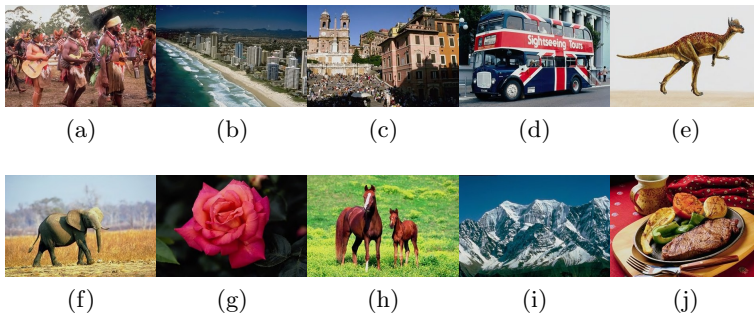 Sightseeing Tours
(a) (b) (c) (d) (e)
(f) (g) (h) (i) (j)